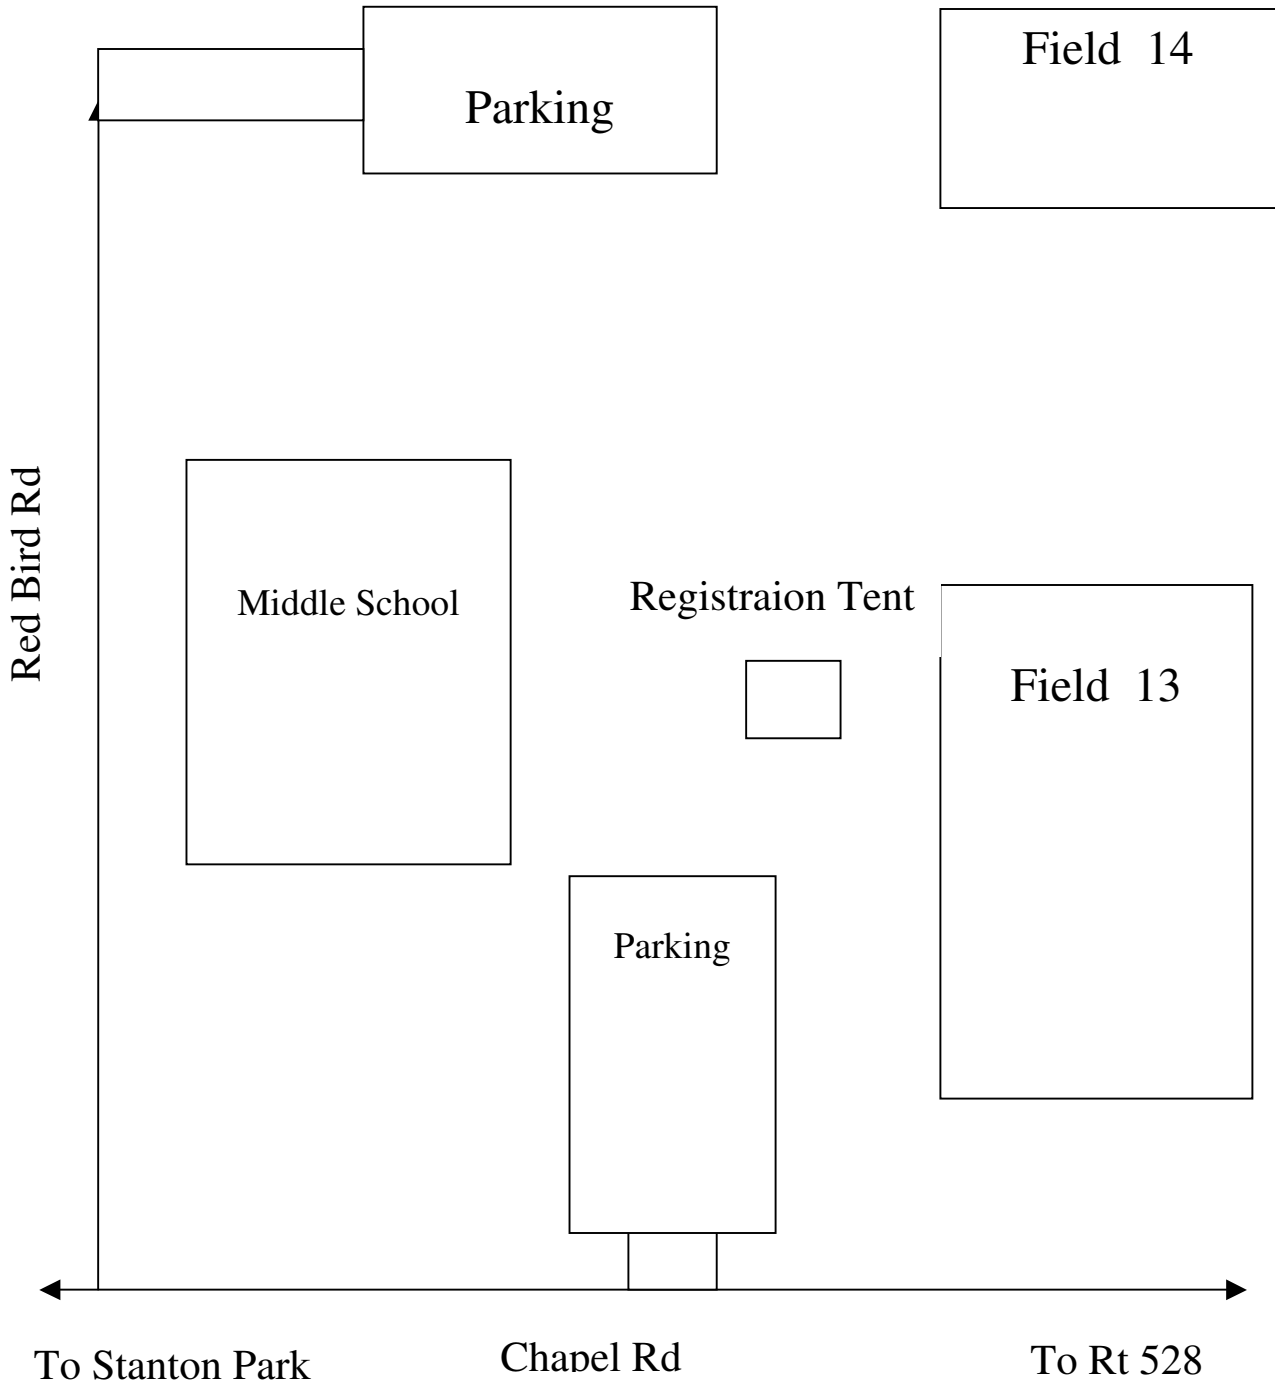 Field 14
Parking
Red Bird Rd
Middle School
Registraion Tent
Field 13
Parking
To Stanton Park
Chapel Rd
To Rt 528